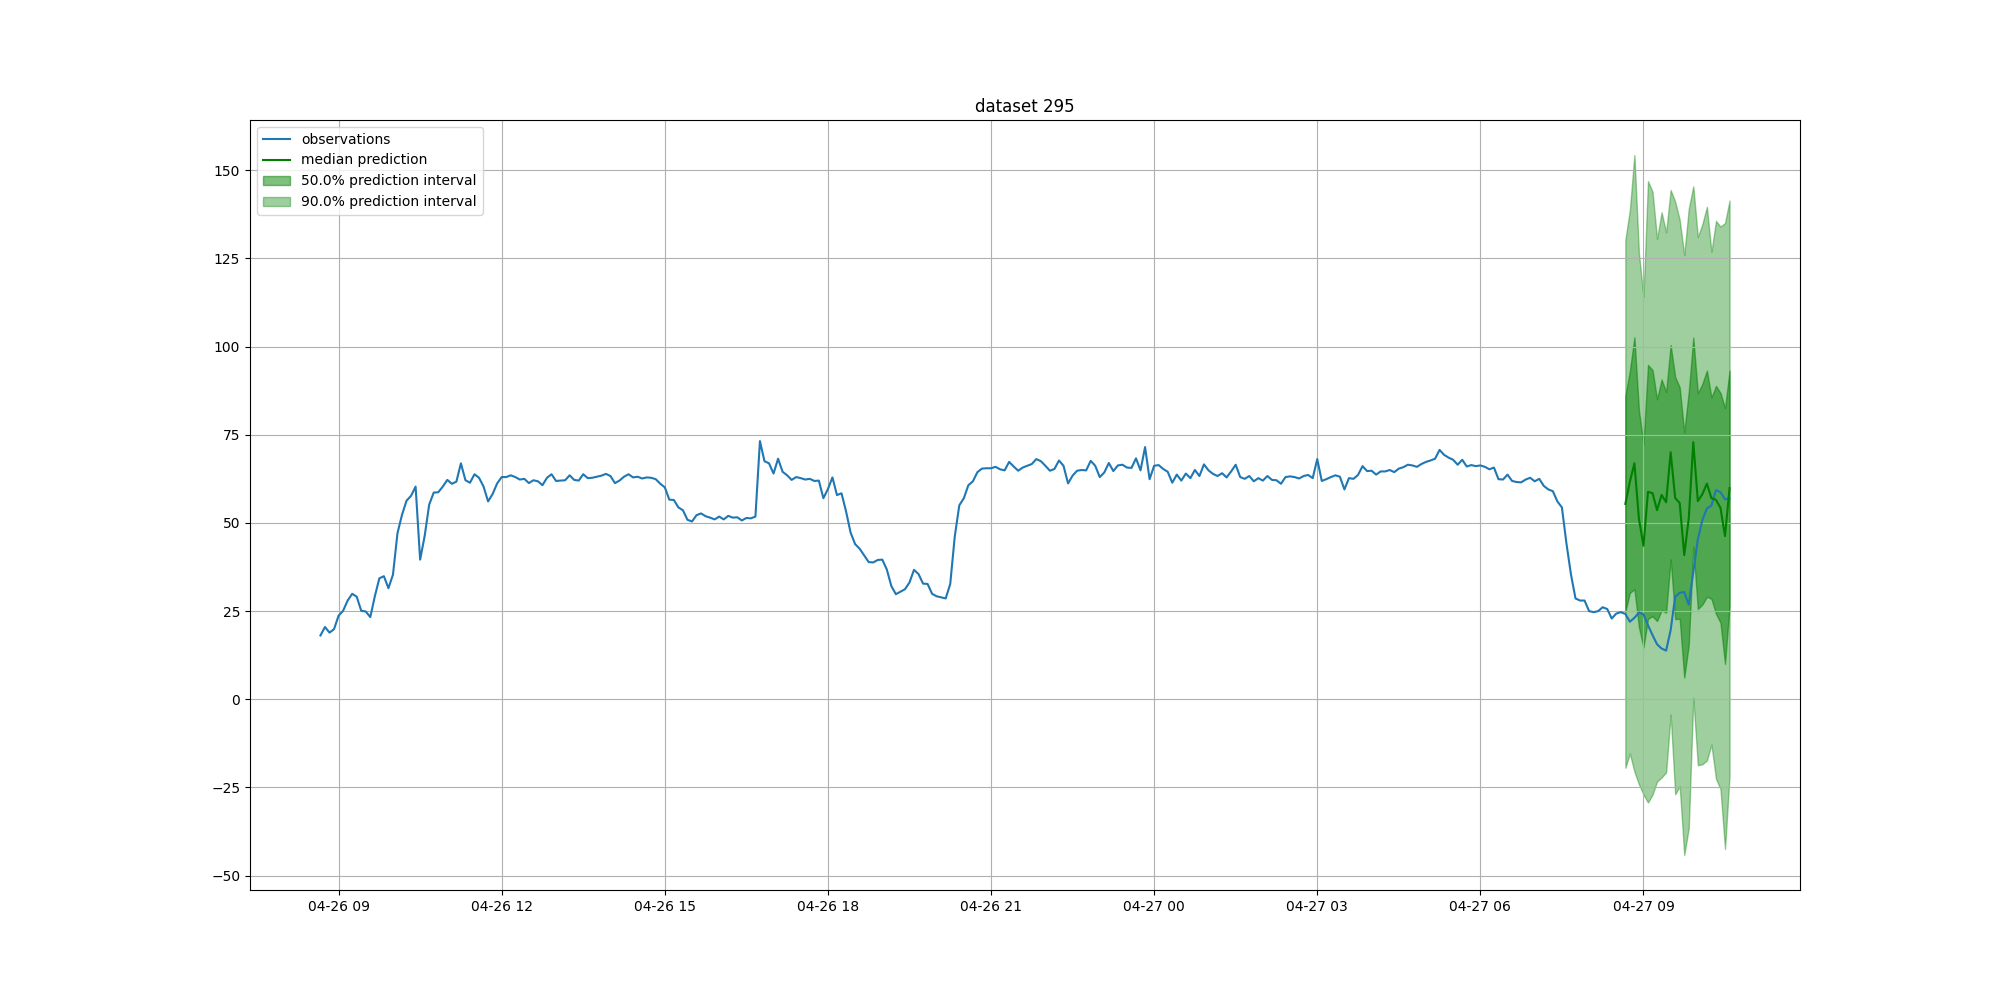 dataset 295
observations
median prediction
50.0% prediction interval
90.0% prediction interval
150
125
100
75
50
25
0
−25
−50
04-26 09 04-26 12 04-26 15 04-26 18 04-26 21 04-27 00 04-27 03 04-27 06 04-27 09